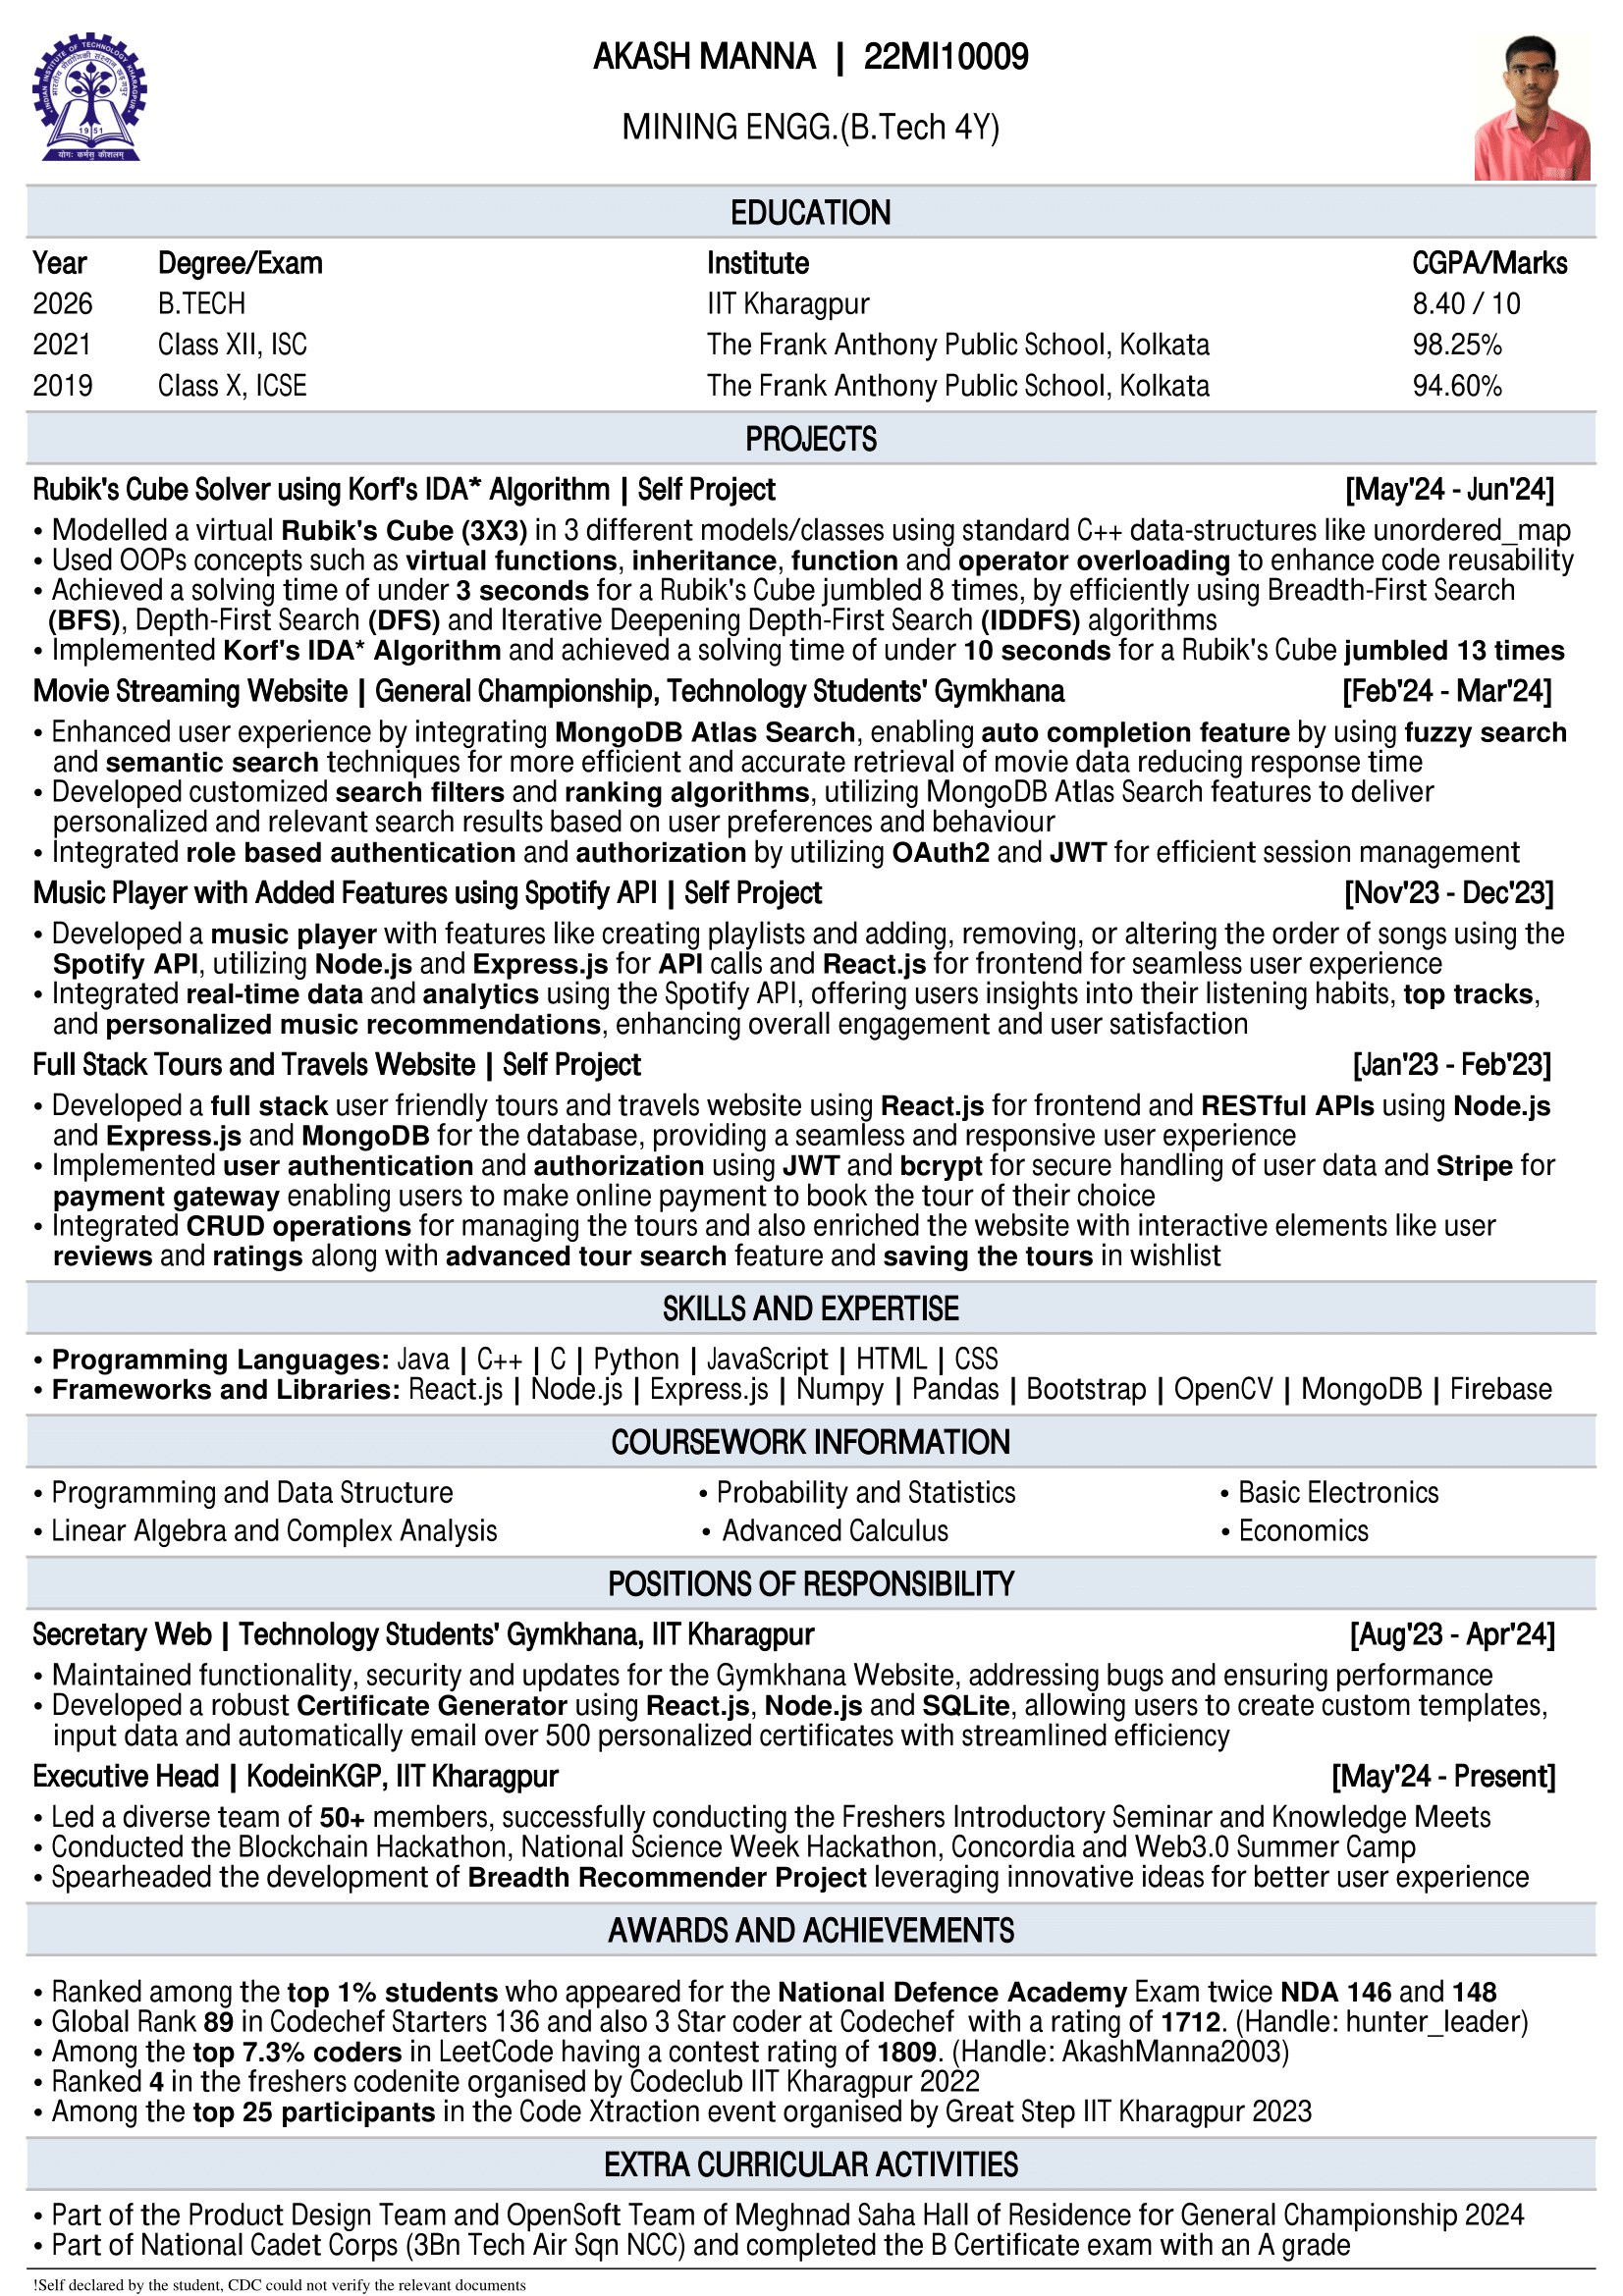 INDIAN INSTITUTE OF TECHNOLOGY KHARAGPUR
भारतीय प्रौद्योगिकी संस्थान खड़गपुर
1951
योगः कर्मसु कौशलम्
AKASH MANNA | 22MI10009
MINING ENGG.(B.Tech 4Y)
EDUCATION
Year Degree/Exam Institute CGPA/Marks
2026 B.TECH IIT Kharagpur 8.40 / 10
2021 Class XII, ISC The Frank Anthony Public School, Kolkata 98.25%
2019 Class X, ICSE The Frank Anthony Public School, Kolkata 94.60%
PROJECTS
Rubik's Cube Solver using Korf's IDA* Algorithm | Self Project [May'24 - Jun'24]
• Modelled a virtual Rubik's Cube (3X3) in 3 different models/classes using standard C++ data-structures like unordered_map
• Used OOPs concepts such as virtual functions, inheritance, function and operator overloading to enhance code reusability
• Achieved a solving time of under 3 seconds for a Rubik's Cube jumbled 8 times, by efficiently using Breadth-First Search
(BFS), Depth-First Search (DFS) and Iterative Deepening Depth-First Search (IDDFS) algorithms
• Implemented Korf's IDA* Algorithm and achieved a solving time of under 10 seconds for a Rubik's Cube jumbled 13 times
Movie Streaming Website | General Championship, Technology Students' Gymkhana [Feb'24 - Mar'24]
• Enhanced user experience by integrating MongoDB Atlas Search, enabling auto completion feature by using fuzzy search
and semantic search techniques for more efficient and accurate retrieval of movie data reducing response time
• Developed customized search filters and ranking algorithms, utilizing MongoDB Atlas Search features to deliver
personalized and relevant search results based on user preferences and behaviour
• Integrated role based authentication and authorization by utilizing OAuth2 and JWT for efficient session management
Music Player with Added Features using Spotify API | Self Project [Nov'23 - Dec'23]
• Developed a music player with features like creating playlists and adding, removing, or altering the order of songs using the
Spotify API, utilizing Node.js and Express.js for API calls and React.js for frontend for seamless user experience
• Integrated real-time data and analytics using the Spotify API, offering users insights into their listening habits, top tracks,
and personalized music recommendations, enhancing overall engagement and user satisfaction
Full Stack Tours and Travels Website | Self Project [Jan'23 - Feb'23]
• Developed a full stack user friendly tours and travels website using React.js for frontend and RESTful APIs using Node.js
and Express.js and MongoDB for the database, providing a seamless and responsive user experience
• Implemented user authentication and authorization using JWT and bcrypt for secure handling of user data and Stripe for
payment gateway enabling users to make online payment to book the tour of their choice
• Integrated CRUD operations for managing the tours and also enriched the website with interactive elements like user
reviews and ratings along with advanced tour search feature and saving the tours in wishlist
SKILLS AND EXPERTISE
• Programming Languages: Java | C++ | C | Python | JavaScript | HTML | CSS
• Frameworks and Libraries: React.js | Node.js | Express.js | Numpy | Pandas | Bootstrap | OpenCV | MongoDB | Firebase
COURSEWORK INFORMATION
• Programming and Data Structure • Probability and Statistics • Basic Electronics
• Linear Algebra and Complex Analysis • Advanced Calculus • Economics
POSITIONS OF RESPONSIBILITY
Secretary Web | Technology Students' Gymkhana, IIT Kharagpur [Aug'23 - Apr'24]
• Maintained functionality, security and updates for the Gymkhana Website, addressing bugs and ensuring performance
• Developed a robust Certificate Generator using React.js, Node.js and SQLite, allowing users to create custom templates,
input data and automatically email over 500 personalized certificates with streamlined efficiency
Executive Head | KodeinKGP, IIT Kharagpur [May'24 - Present]
• Led a diverse team of 50+ members, successfully conducting the Freshers Introductory Seminar and Knowledge Meets
• Conducted the Blockchain Hackathon, National Science Week Hackathon, Concordia and Web3.0 Summer Camp
• Spearheaded the development of Breadth Recommender Project leveraging innovative ideas for better user experience
AWARDS AND ACHIEVEMENTS
• Ranked among the top 1% students who appeared for the National Defence Academy Exam twice NDA 146 and 148
• Global Rank 89 in Codechef Starters 136 and also 3 Star coder at Codechef with a rating of 1712. (Handle: hunter_leader)
• Among the top 7.3% coders in LeetCode having a contest rating of 1809. (Handle: AkashManna2003)
• Ranked 4 in the freshers codenite organised by Codeclub IIT Kharagpur 2022
• Among the top 25 participants in the Code Xtraction event organised by Great Step IIT Kharagpur 2023
EXTRA CURRICULAR ACTIVITIES
• Part of the Product Design Team and OpenSoft Team of Meghnad Saha Hall of Residence for General Championship 2024
• Part of National Cadet Corps (3Bn Tech Air Sqn NCC) and completed the B Certificate exam with an A grade
!Self declared by the student, CDC could not verify the relevant documents